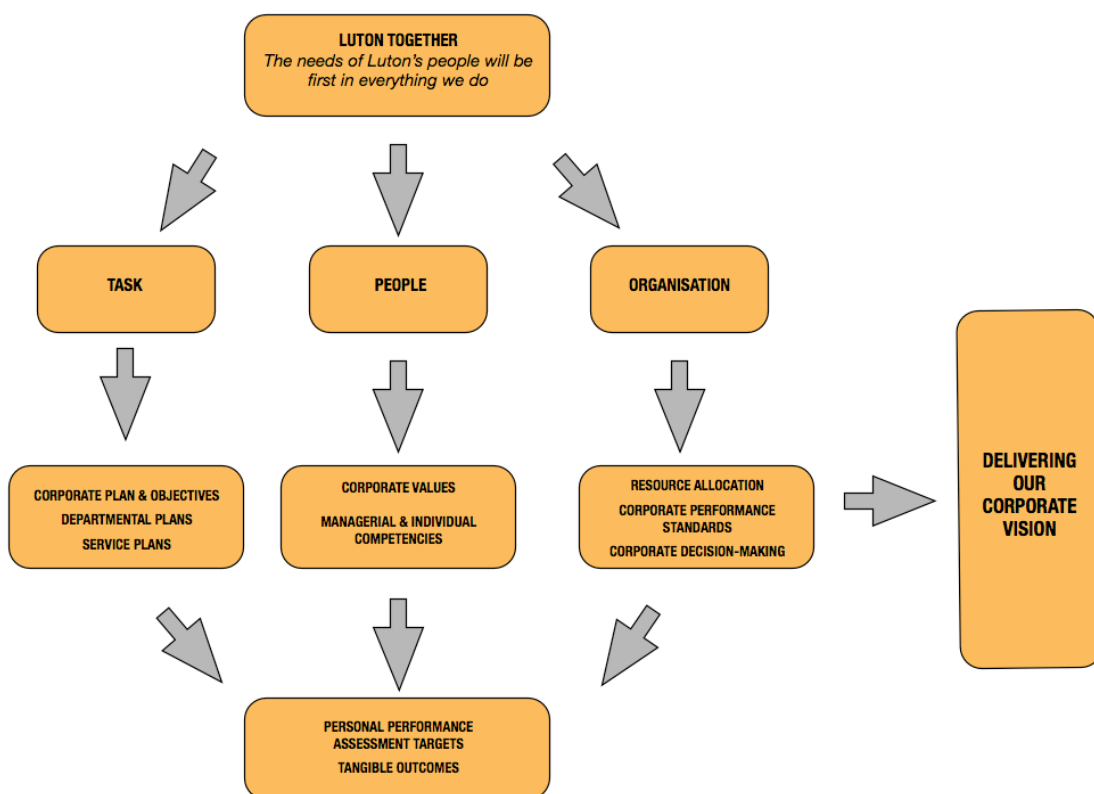 LUTON TOGETHER
The needs of Luton's people will be
first in everything we do
TASK
PEOPLE
ORGANISATION
CORPORATE PLAN & OBJECTIVES
DEPARTMENTAL PLANS
SERVICE PLANS
CORPORATE VALUES
MANAGERIAL & INDIVIDUAL
COMPETENCIES
RESOURCE ALLOCATION
CORPORATE PERFORMANCE
STANDARDS
CORPORATE DECISION-MAKING
DELIVERING
OUR
CORPORATE
VISION
PERSONAL PERFORMANCE
ASSESSMENT TARGETS
TANGIBLE OUTCOMES